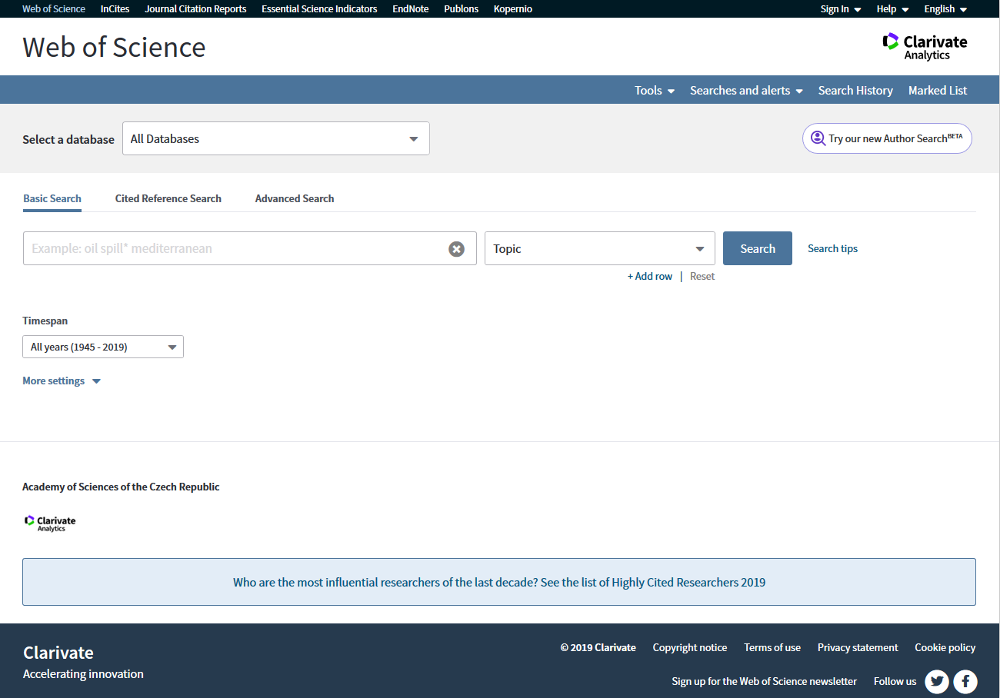 Web of Science InCites Journal Citation Reports Essential Science Indicators EndNote Publons Kopernio Sign In Help English
Web of Science
Clarivate
Analytics
Tools Searches and alerts Search History Marked List
Select a database All Databases Try our new Author Search BETA
Basic Search Cited Reference Search Advanced Search
Example: oil spill* mediterranean Topic Search Search tips
+ Add row | Reset
Timespan
All years (1945 - 2019)
More settings
Academy of Sciences of the Czech Republic
Clarivate
Analytics
Who are the most influential researchers of the last decade? See the list of Highly Cited Researchers 2019
Clarivate
© 2019 Clarivate Copyright notice Terms of use Privacy statement Cookie policy
Accelerating innovation
Sign up for the Web of Science newsletter Follow us